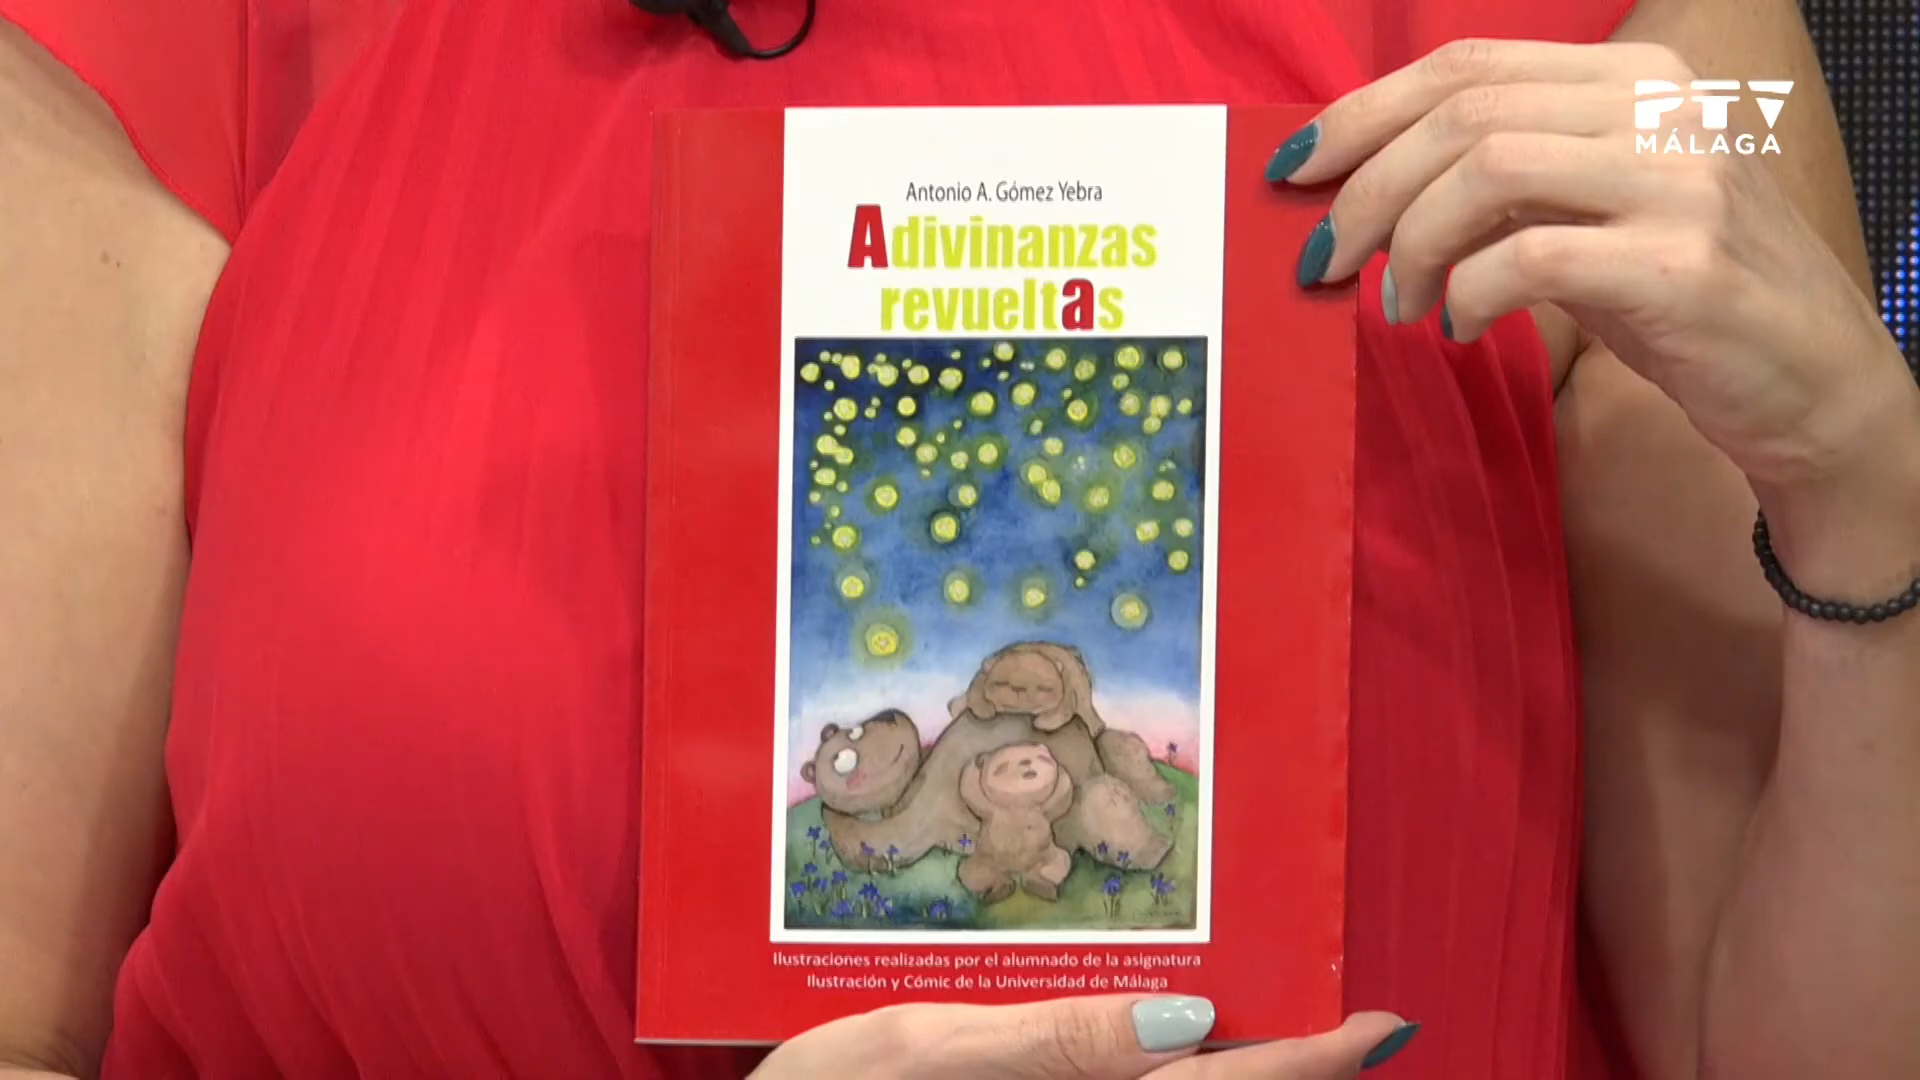 PTV
MÁLAGA
Antonio A. Gómez Yebra
Adivinanzas
revueltas
Ilustraciones realizadas por el alumnado de la asignatura
Ilustración y Cómic de la Universidad de Málaga